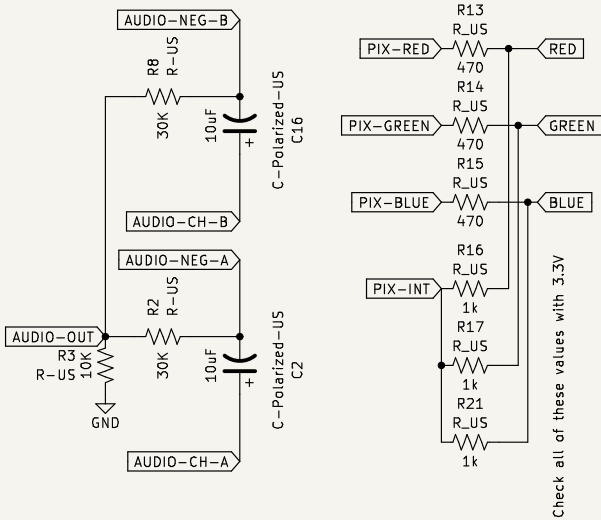 AUDIO-NEG-B
R8
R-US
30K
10uF
+
C-Polarized-US
C16
AUDIO-CH-B
AUDIO-NEG-A
R2
R-US
30K
10uF
+
C-Polarized-US
C2
AUDIO-OUT
R3
R-US
10K
GND
AUDIO-CH-A
R13
R_US
PIX-RED
470
RED
R14
R_US
PIX-GREEN
470
GREEN
R15
R_US
PIX-BLUE
470
BLUE
R16
R_US
PIX-INT
1k
R17
R_US
1k
R21
R_US
1k
Check all of these values with 3.3V